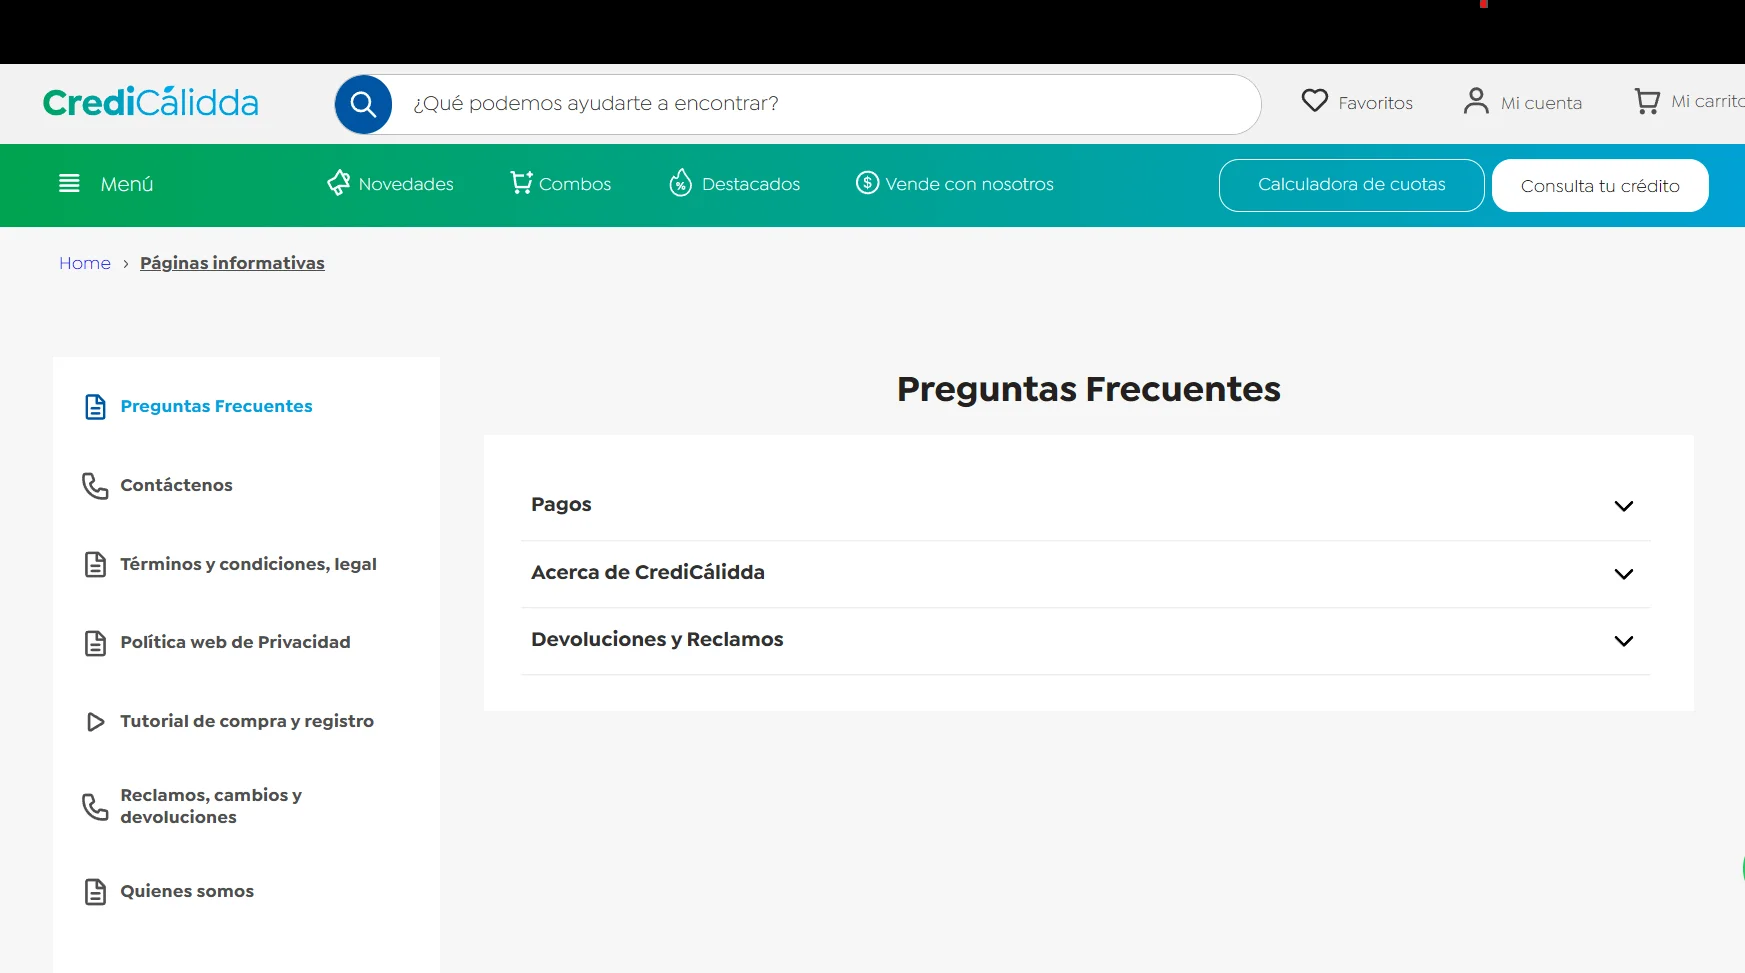 CrediCálidda
¿Qué podemos ayudarte a encontrar?
Favoritos
Mi cuenta
Mi carrito
Menú
Novedades
Combos
Destacados
Vende con nosotros
Calculadora de cuotas
Consulta tu crédito
Home › Páginas informativas
Preguntas Frecuentes
Contáctenos
Términos y condiciones, legal
Política web de Privacidad
Tutorial de compra y registro
Reclamos, cambios y
devoluciones
Quienes somos
Preguntas Frecuentes
Pagos
Acerca de CrediCálidda
Devoluciones y Reclamos